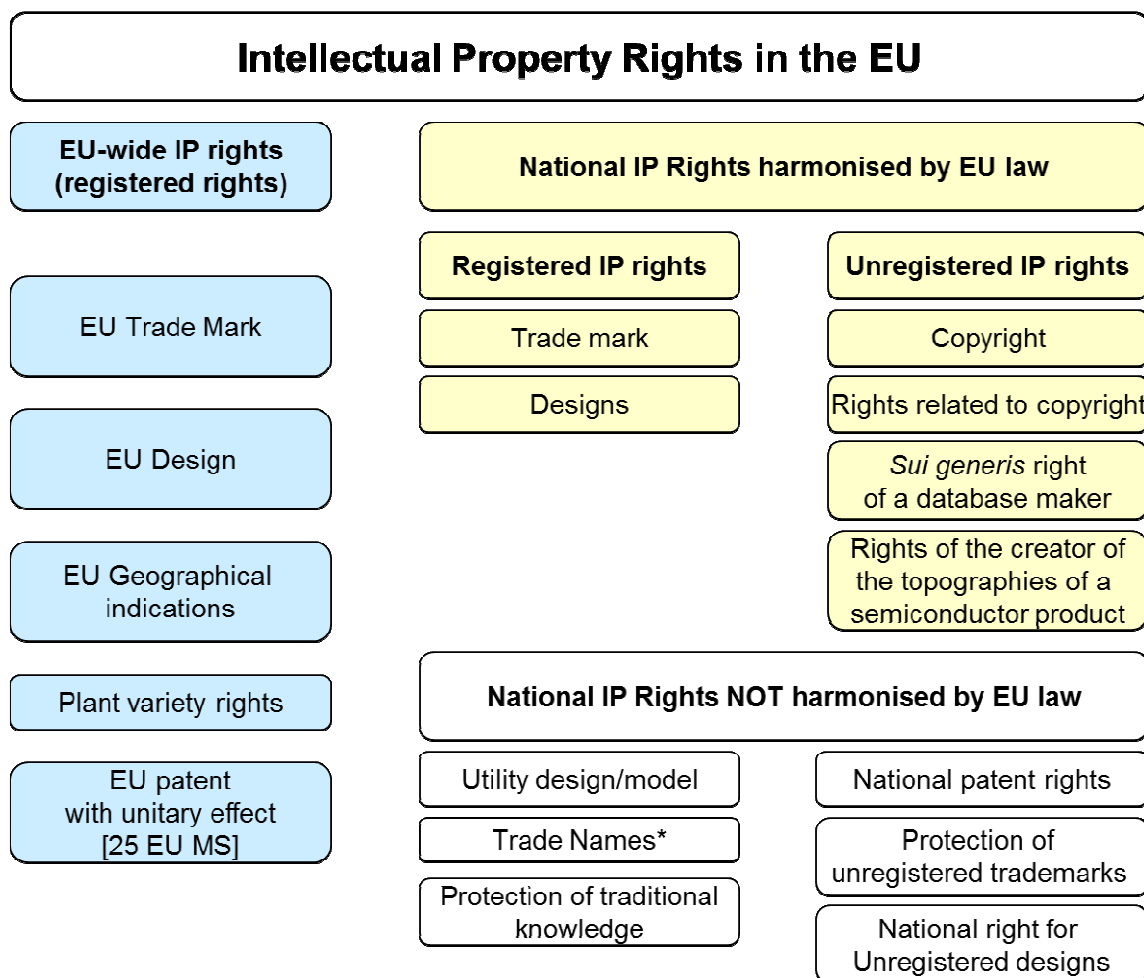 Intellectual Property Rights in the EU
EU-wide IP rights
(registered rights)
EU Trade Mark
EU Design
EU Geographical
indications
Plant variety rights
EU patent
with unitary effect
[25 EU MS]
National IP Rights harmonised by EU law
Registered IP rights
Trade mark
Designs
Unregistered IP rights
Copyright
Rights related to copyright
Sui generis right
of a database maker
Rights of the creator of
the topographies of a
semiconductor product
National IP Rights NOT harmonised by EU law
Utility design/model
Trade Names*
Protection of traditional
knowledge
National patent rights
Protection of
unregistered trademarks
National right for
Unregistered designs